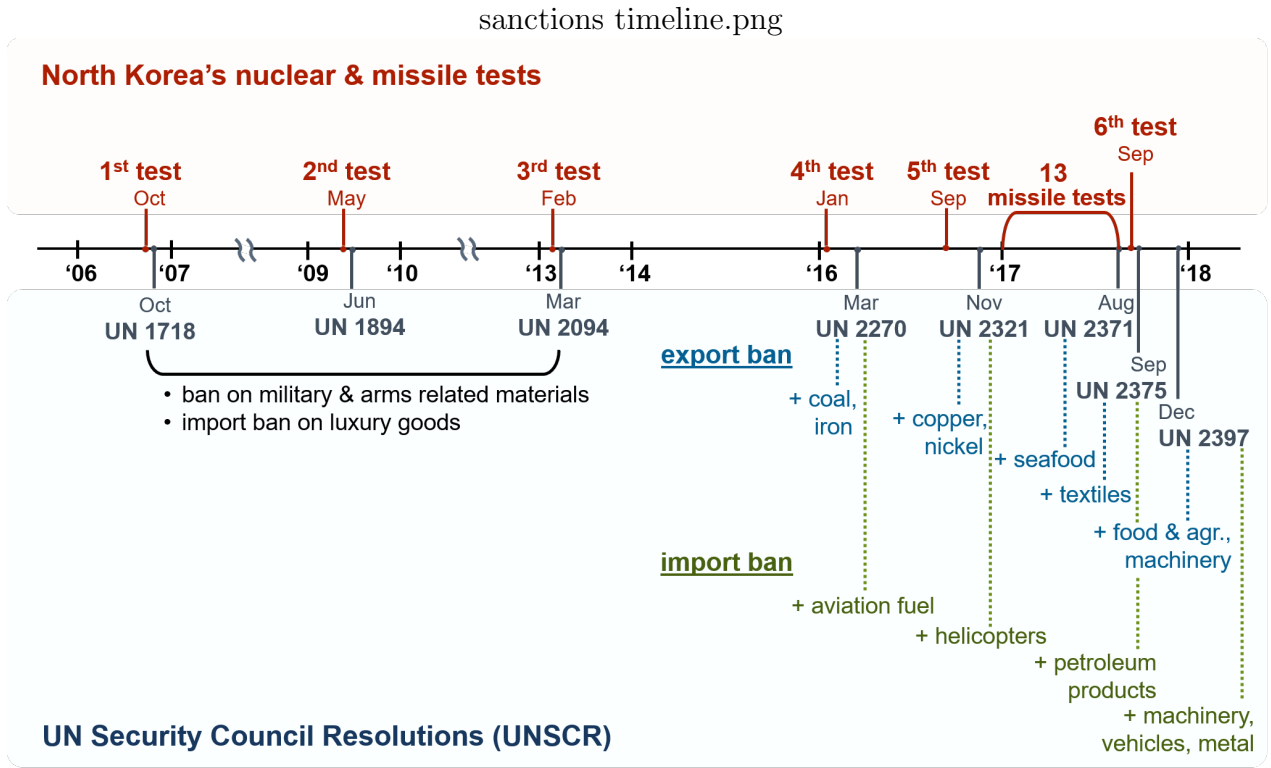 sanctions timeline.png
North Korea's nuclear & missile tests
6th test
Sep
1st test
Oct
2nd test
May
3rd test
Feb
4th test
Jan
5th test
Sep
13
missile tests
‘06
‘07
‘09
‘10
‘13
‘14
‘16
‘17
‘18
Oct
UN 1718
Jun
UN 1894
Mar
UN 2094
Mar
UN 2270
Nov
UN 2321
Aug
UN 2371
Sep
UN 2375
Dec
UN 2397
• ban on military & arms related materials
• import ban on luxury goods
export ban
+ coal,
iron
+ copper,
nickel
+ seafood
+ textiles
+ food & agr.,
machinery
import ban
+ aviation fuel
+ helicopters
+ petroleum
products
+ machinery,
vehicles, metal
UN Security Council Resolutions (UNSCR)